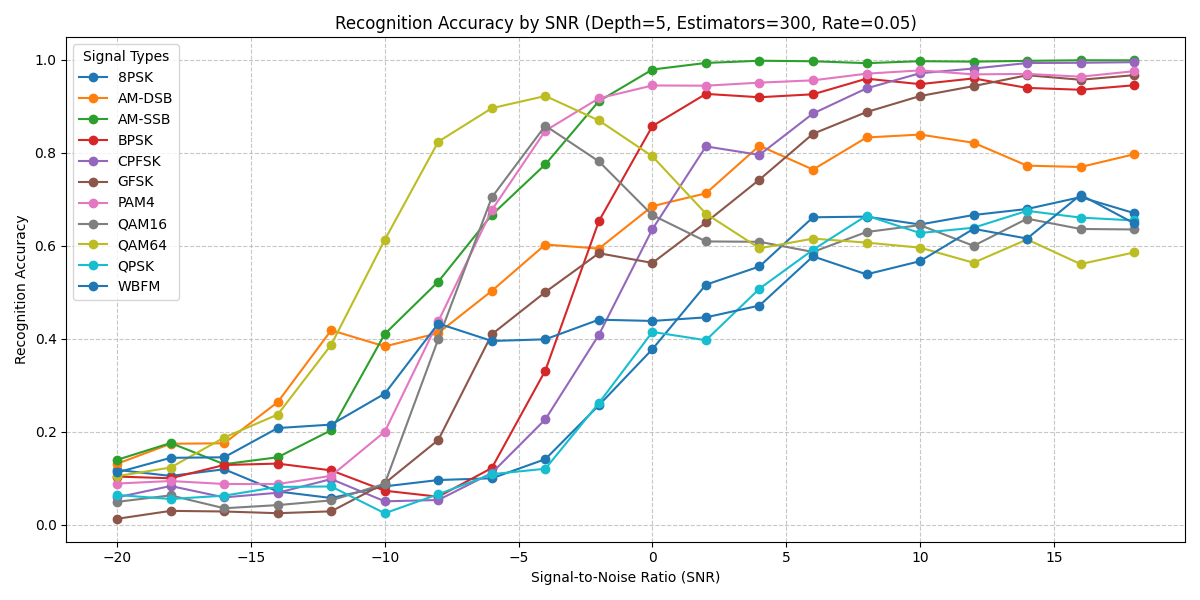 Recognition Accuracy by SNR (Depth=5, Estimators=300, Rate=0.05)
Signal Types
8PSK
AM-DSB
AM-SSB
BPSK
CPFSK
GFSK
PAM4
QAM16
QAM64
QPSK
WBFM
Recognition Accuracy
1.0
0.8
0.6
0.4
0.2
0.0
−20
−15
−10
−5
0
5
10
15
Signal-to-Noise Ratio (SNR)